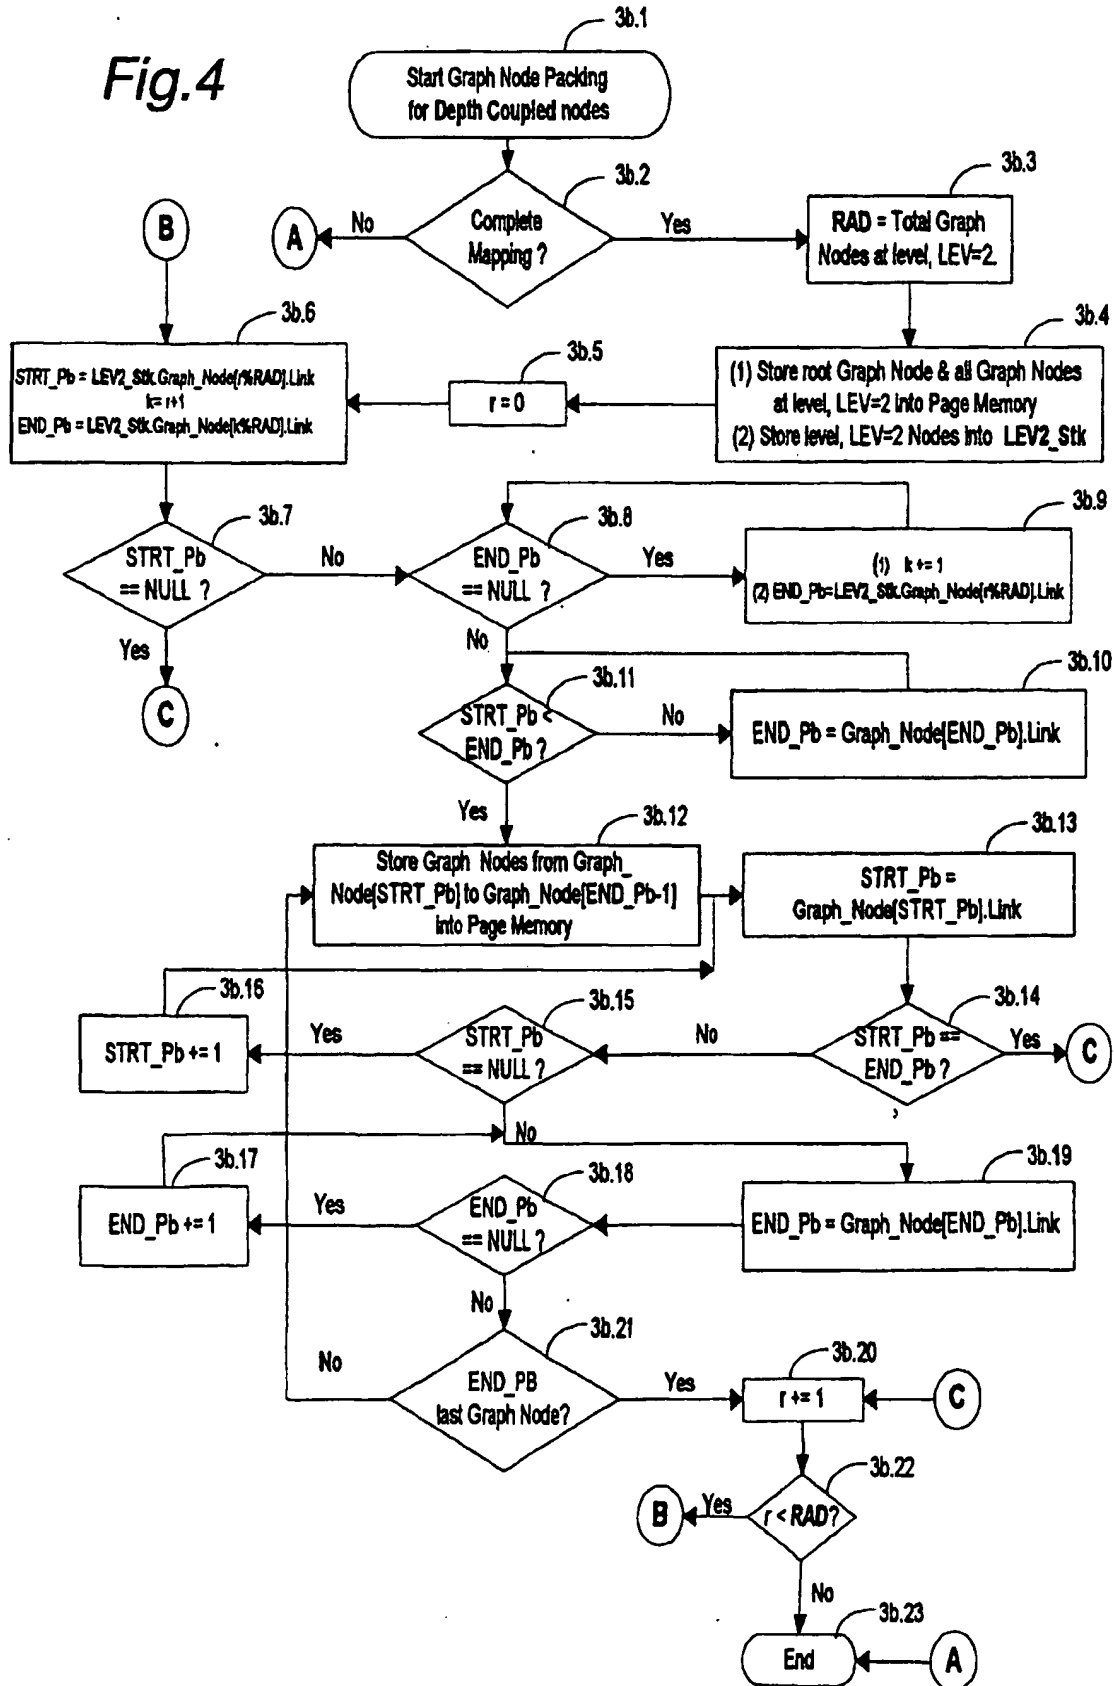 Fig.4
3b.1
Start Graph Node Packing
for Depth Coupled nodes
3b.2
Complete
Mapping ?
No
A
Yes
3b.3
RAD = Total Graph
Nodes at level, LEV=2.
B
3b.6
STRT_Pb = LEV2_Stk.Graph_Node[r%RAD].Link
k= r+1
END_Pb = LEV2_Stk.Graph_Node[k%RAD].Link
3b.5
r = 0
3b.4
(1) Store root Graph Node & all Graph Nodes
at level, LEV=2 into Page Memory
(2) Store level, LEV=2 Nodes into LEV2_Stk
3b.7
STRT_Pb
== NULL ?
No
Yes
C
3b.8
END_Pb
== NULL ?
Yes
No
3b.9
(1) k += 1
(2) END_Pb=LEV2_Stk.Graph_Node[r%RAD].Link
3b.11
STRT_Pb <
END_Pb ?
No
Yes
3b.10
END_Pb = Graph_Node[END_Pb].Link
3b.12
Store Graph Nodes from Graph_
Node[STRT_Pb] to Graph_Node[END_Pb-1]
into Page Memory
3b.13
STRT_Pb =
Graph_Node[STRT_Pb].Link
3b.16
STRT_Pb += 1
Yes
3b.15
STRT_Pb
== NULL ?
No
No
3b.14
STRT_Pb ==
END_Pb ?
Yes
C
3b.17
END_Pb += 1
Yes
3b.18
END_Pb
== NULL ?
No
3b.19
END_Pb = Graph_Node[END_Pb].Link
3b.21
END_PB
last Graph Node?
No
Yes
3b.20
r += 1
C
3b.22
r < RAD?
Yes
B
No
3b.23
End
A